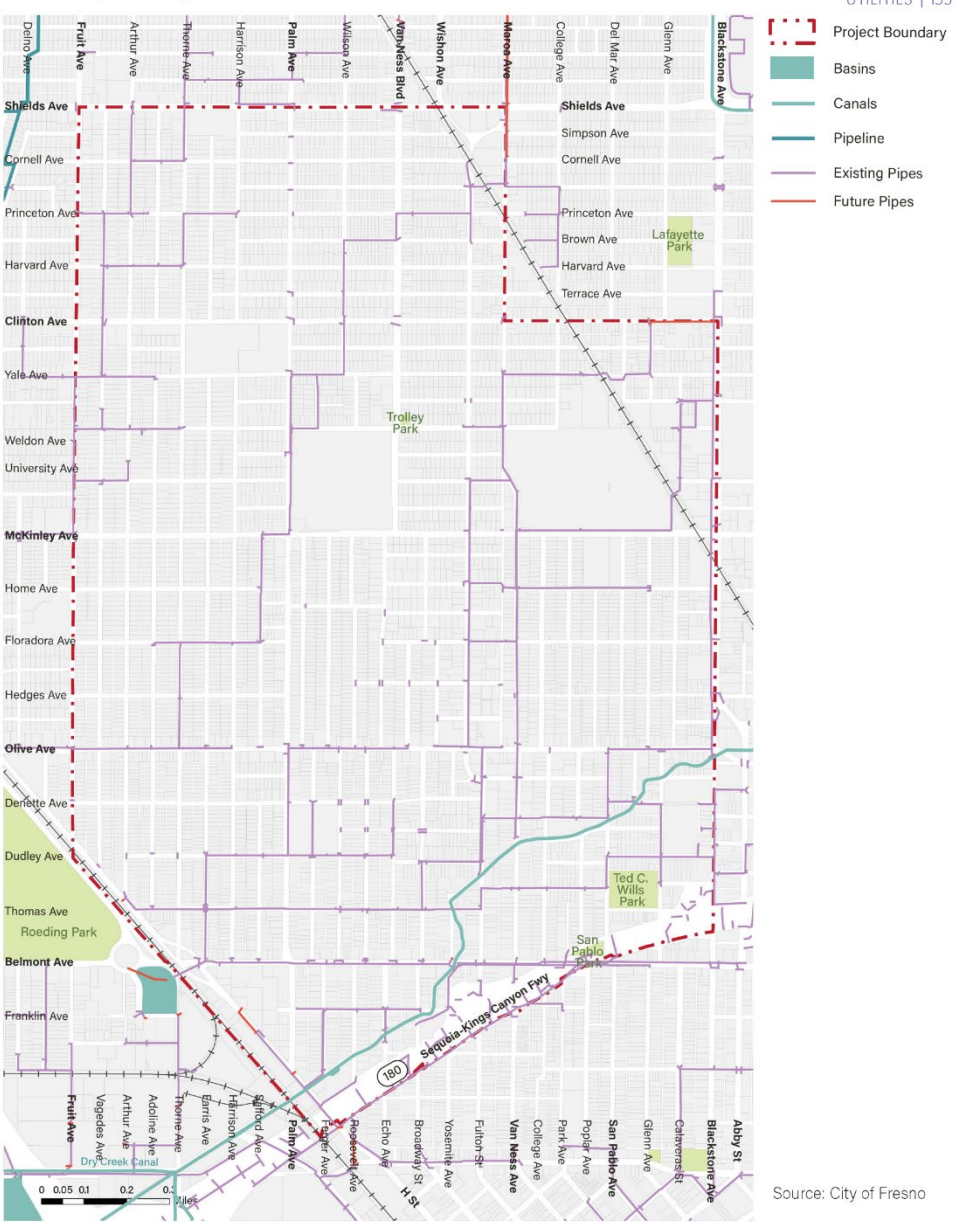 UTILITIES | 155
Project Boundary
Basins
Canals
Pipeline
Existing Pipes
Future Pipes
Delno Ave
Fruit Ave
Arthur Ave
Thorne Ave
Harrison Ave
Palm Ave
Wilson Ave
Van Ness Blvd
Wishon Ave
Maroa Ave
College Ave
Del Mar Ave
Glenn Ave
Blackstone Ave
Shields Ave
Shields Ave
Simpson Ave
Cornell Ave
Cornell Ave
Princeton Ave
Princeton Ave
Brown Ave
Lafayette
Park
Harvard Ave
Harvard Ave
Terrace Ave
Clinton Ave
Yale Ave
Trolley
Park
Weldon Ave
University Ave
McKinley Ave
Home Ave
Floradora Ave
Hedges Ave
Olive Ave
Denette Ave
Dudley Ave
Ted C.
Wills
Park
Thomas Ave
Roeding Park
San
Pablo
Park
Belmont Ave
Franklin Ave
Sequoia-Kings Canyon Fwy
180
Fruit Ave
Vagedes Ave
Arthur Ave
Adoline Ave
Thorne Ave
Farris Ave
Harrison Ave
Safford Ave
Palm Ave
Ferger Ave
Roosevelt Ave
Echo Ave
Broadway St
Yosemite Ave
Fulton St
Van Ness Ave
College Ave
Park Ave
Poplar Ave
San Pablo Ave
Glenn Ave
Calaveras St
Blackstone Ave
Abby St
Dry Creek Canal
H St
0 0.05 0.1 0.2 0.3
Miles
Source: City of Fresno